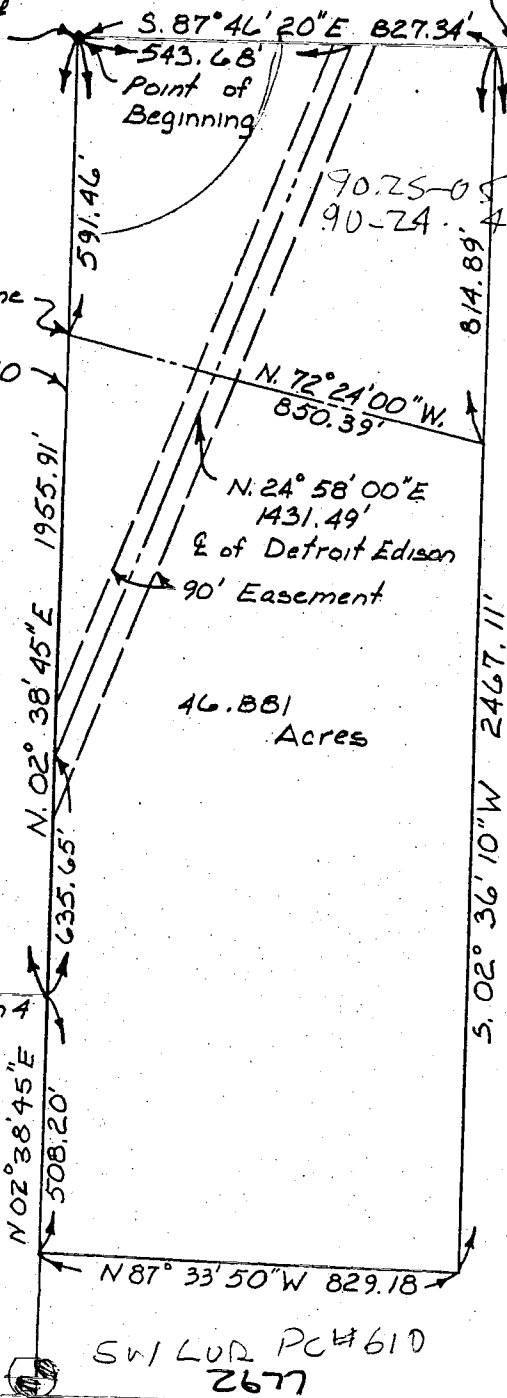 S. 87° 46' 20" E 827.34'
543.68'
Point of
Beginning
591.46'
90.25-05
90-24. 4
814.89'
N. 72° 24' 00" W.
850.39'
N. 24° 58' 00" E
1431.49'
℄ of Detroit Edison
90' Easement
N. 02° 38' 45" E 1955.91'
46.881
Acres
635.65'
S. 02° 36' 10" W 2467.11'
N 02° 38' 45" E
508.20'
N 87° 33' 50" W 829.18
SW/ COR PC#610
2677